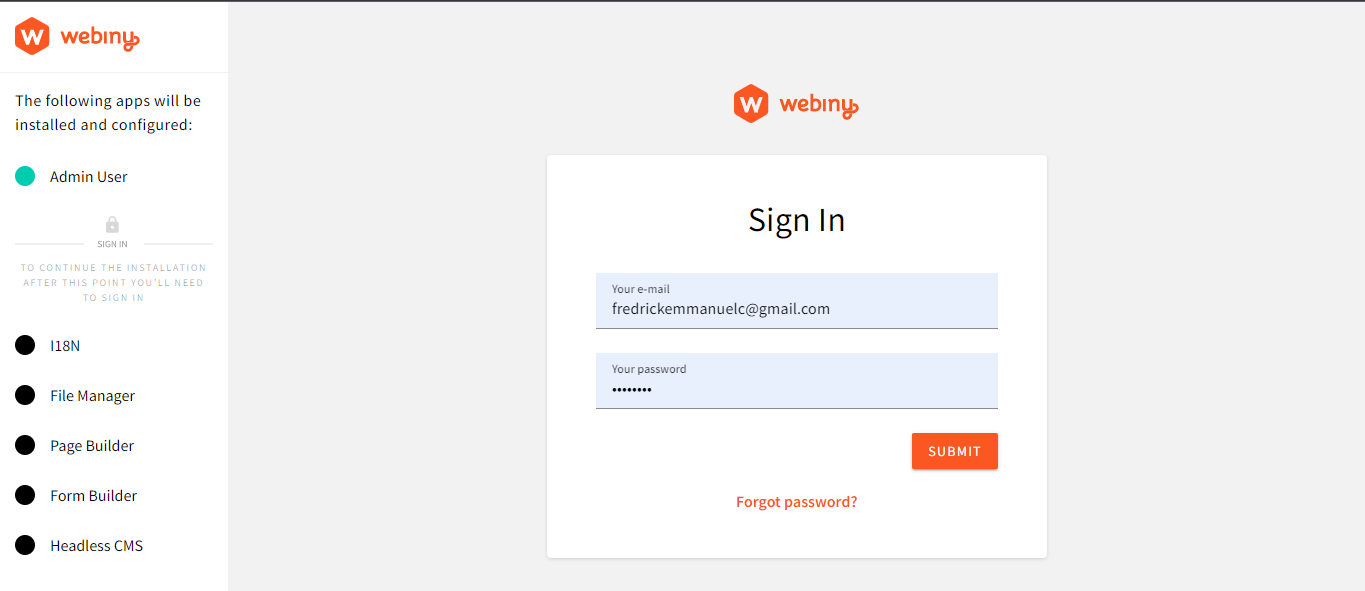 webiny
The following apps will be
installed and configured:
Admin User
SIGN IN
TO CONTINUE THE INSTALLATION
AFTER THIS POINT YOU'LL NEED
TO SIGN IN
I18N
File Manager
Page Builder
Form Builder
Headless CMS
webiny
Sign In
Your e-mail
fredrickemmanuelc@gmail.com
Your password
••••••••
SUBMIT
Forgot password?